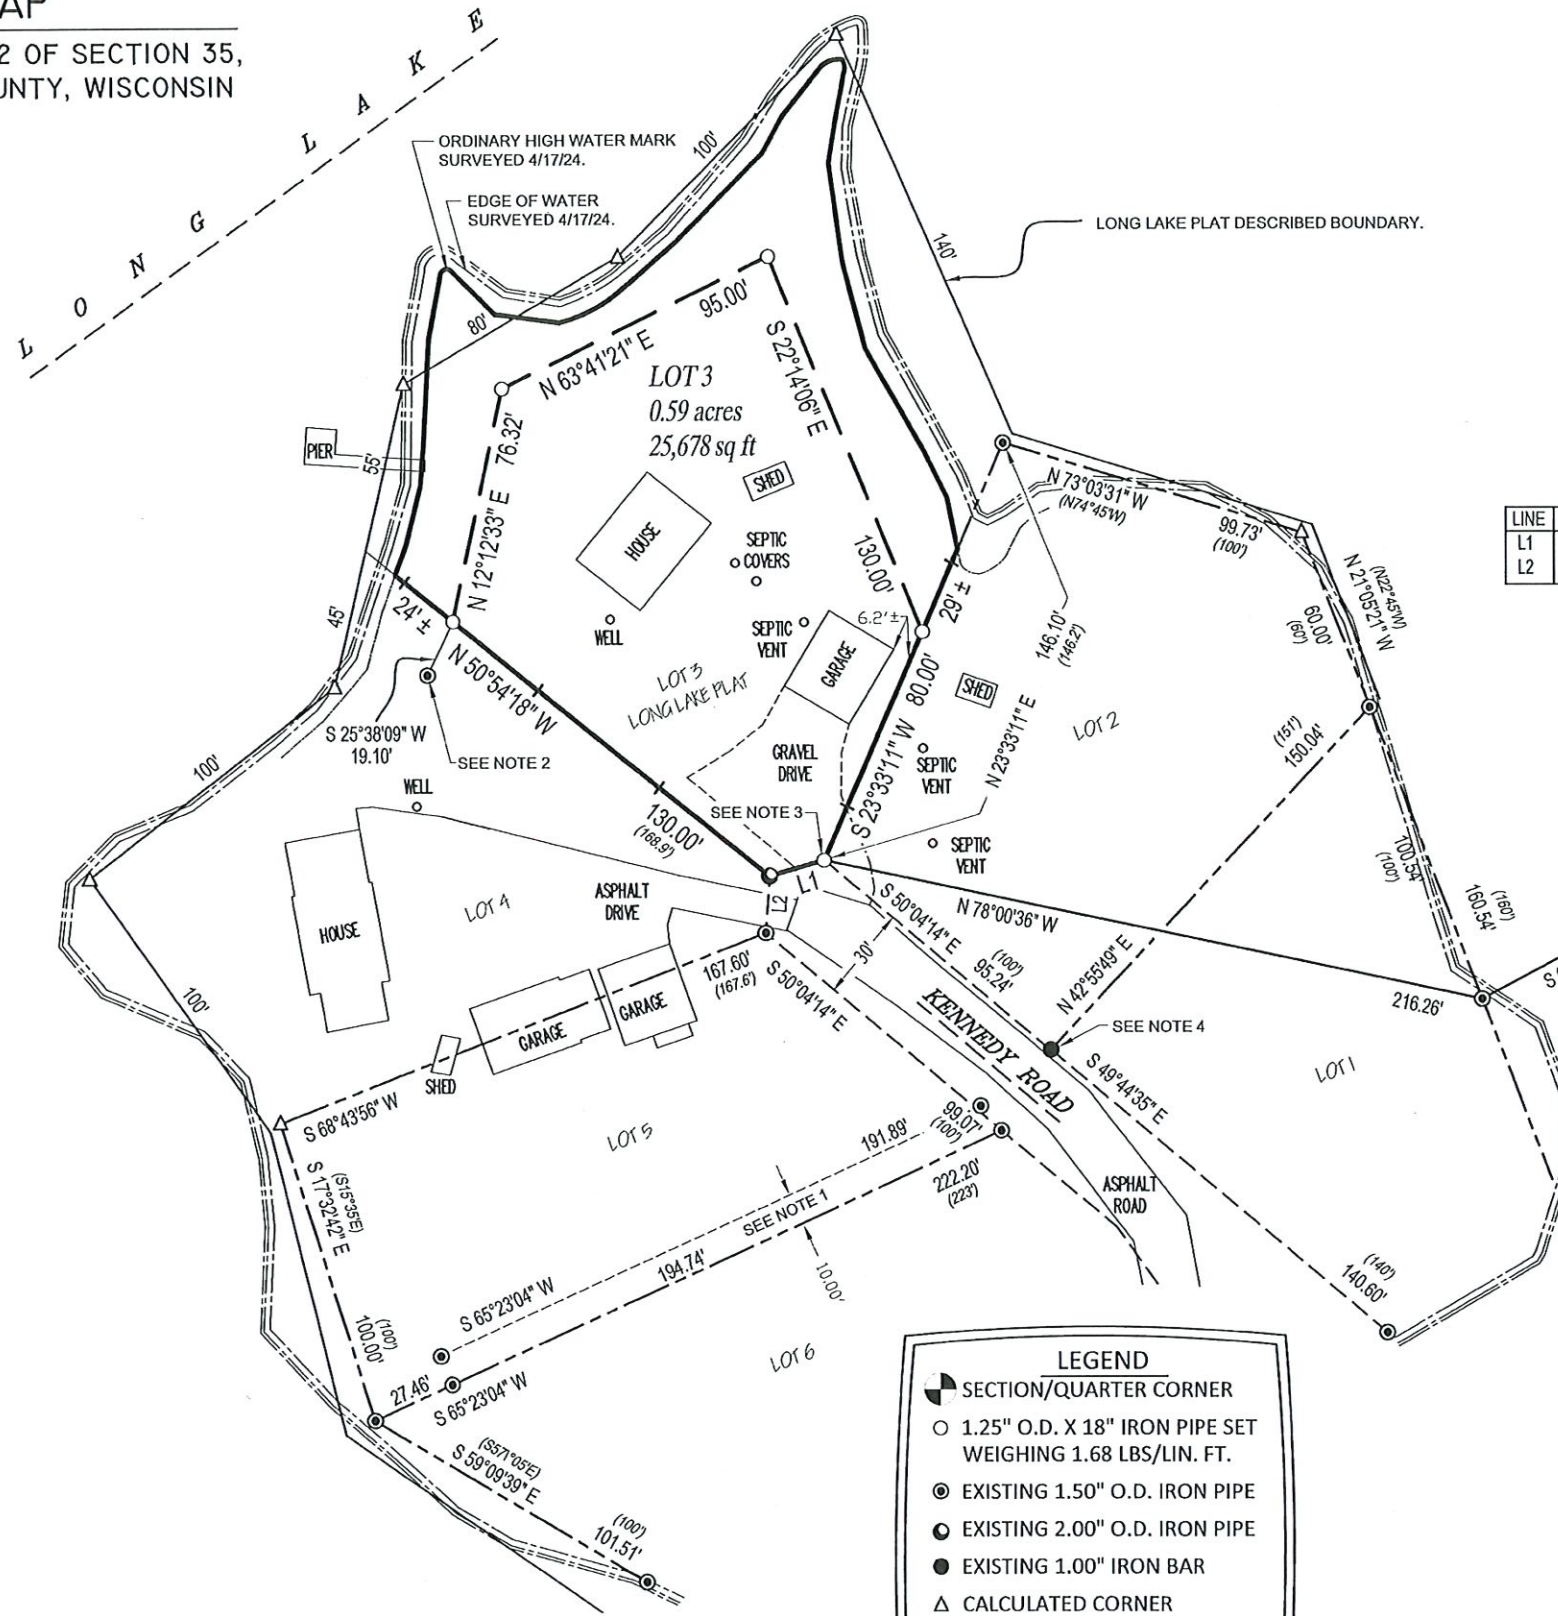 2 OF SECTION 35,
UNTY, WISCONSIN
LONG LAKE
ORDINARY HIGH WATER MARK
SURVEYED 4/17/24.
EDGE OF WATER
SURVEYED 4/17/24.
100'
140'
LONG LAKE PLAT DESCRIBED BOUNDARY.
80'
N 63°41'21" E
95.00'
S 22°14'06" E
130.00'
LOT 3
0.59 acres
25,678 sq ft
PIER
55'
N 12°12'33" E 76.32'
SHED
HOUSE
SEPTIC
COVERS
WELL
SEPTIC
VENT
GARAGE
6.2'±
29' ±
N 73°03'31" W
(N74°45'W)
99.73'
(100')
(N22°45'W)
N 21°05'21" W
60.00'
(60')
LINE
L1
L2
45'
24' ±
N 50°54'18" W
130.00'
(168.9')
S 25°38'09" W
19.10'
SEE NOTE 2
LOT 3
LONG LAKE PLAT
S 23°33'11" W 80.00'
146.10'
(146.2')
N 23°33'11" E
SHED
LOT 2
GRAVEL
DRIVE
SEPTIC
VENT
SEE NOTE 3
SEPTIC
VENT
(151')
150.04'
N 42°55'49" E
100.54'
(100')
(160')
160.54'
100'
WELL
HOUSE
LOT 4
ASPHALT
DRIVE
L1
L2
S 50°04'14" E
(100')
95.24'
N 78°00'36" W
216.26'
S
30'
167.60'
(167.6')
S 50°04'14" E
GARAGE
GARAGE
SHED
100'
KENNEDY ROAD
SEE NOTE 4
S 49°44'35" E
LOT 1
S 68°43'56" W
LOT 5
191.89'
99.07'
(100')
222.20'
(223')
ASPHALT
ROAD
(S15°35'E)
S 17°32'42" E
(100')
100.00'
SEE NOTE 1
194.74'
10.00'
S 65°23'04" W
(140')
140.60'
27.46'
S 65°23'04" W
LOT 6
(S57°05'E)
S 59°09'39" E
(100')
101.51'
LEGEND
SECTION/QUARTER CORNER
1.25" O.D. X 18" IRON PIPE SET
WEIGHING 1.68 LBS/LIN. FT.
EXISTING 1.50" O.D. IRON PIPE
EXISTING 2.00" O.D. IRON PIPE
EXISTING 1.00" IRON BAR
CALCULATED CORNER